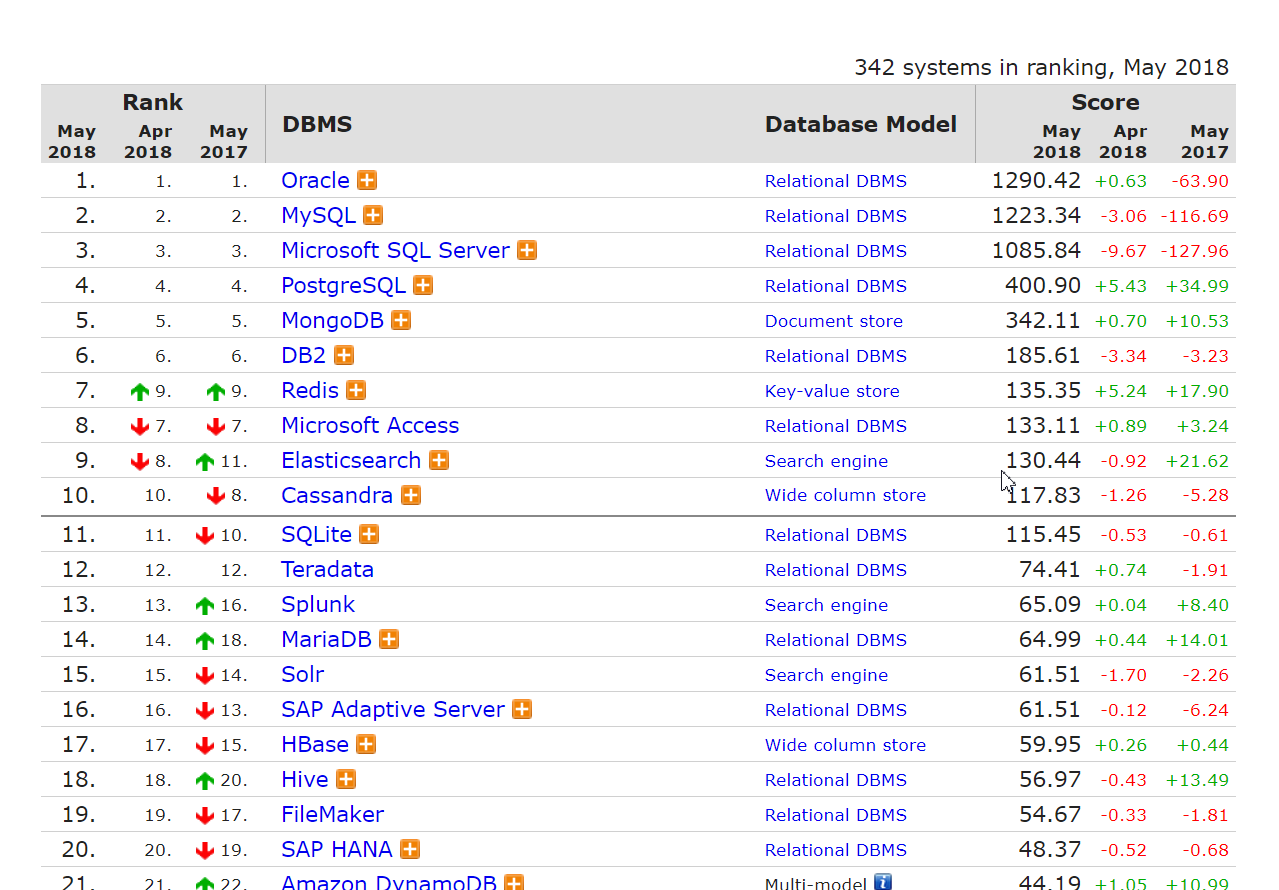 342 systems in ranking, May 2018
Rank DBMS Database Model Score
May 2018 Apr 2018 May 2017 May 2018 Apr 2018 May 2017
1. 1. 1. Oracle Relational DBMS 1290.42 +0.63 -63.90
2. 2. 2. MySQL Relational DBMS 1223.34 -3.06 -116.69
3. 3. 3. Microsoft SQL Server Relational DBMS 1085.84 -9.67 -127.96
4. 4. 4. PostgreSQL Relational DBMS 400.90 +5.43 +34.99
5. 5. 5. MongoDB Document store 342.11 +0.70 +10.53
6. 6. 6. DB2 Relational DBMS 185.61 -3.34 -3.23
7. 9. 9. Redis Key-value store 135.35 +5.24 +17.90
8. 7. 7. Microsoft Access Relational DBMS 133.11 +0.89 +3.24
9. 8. 11. Elasticsearch Search engine 130.44 -0.92 +21.62
10. 10. 8. Cassandra Wide column store 117.83 -1.26 -5.28
11. 11. 10. SQLite Relational DBMS 115.45 -0.53 -0.61
12. 12. 12. Teradata Relational DBMS 74.41 +0.74 -1.91
13. 13. 16. Splunk Search engine 65.09 +0.04 +8.40
14. 14. 18. MariaDB Relational DBMS 64.99 +0.44 +14.01
15. 15. 14. Solr Search engine 61.51 -1.70 -2.26
16. 16. 13. SAP Adaptive Server Relational DBMS 61.51 -0.12 -6.24
17. 17. 15. HBase Wide column store 59.95 +0.26 +0.44
18. 18. 20. Hive Relational DBMS 56.97 -0.43 +13.49
19. 19. 17. FileMaker Relational DBMS 54.67 -0.33 -1.81
20. 20. 19. SAP HANA Relational DBMS 48.37 -0.52 -0.68
21. 21. 22. Amazon DynamoDB Multi-model 44.19 +1.05 +10.99